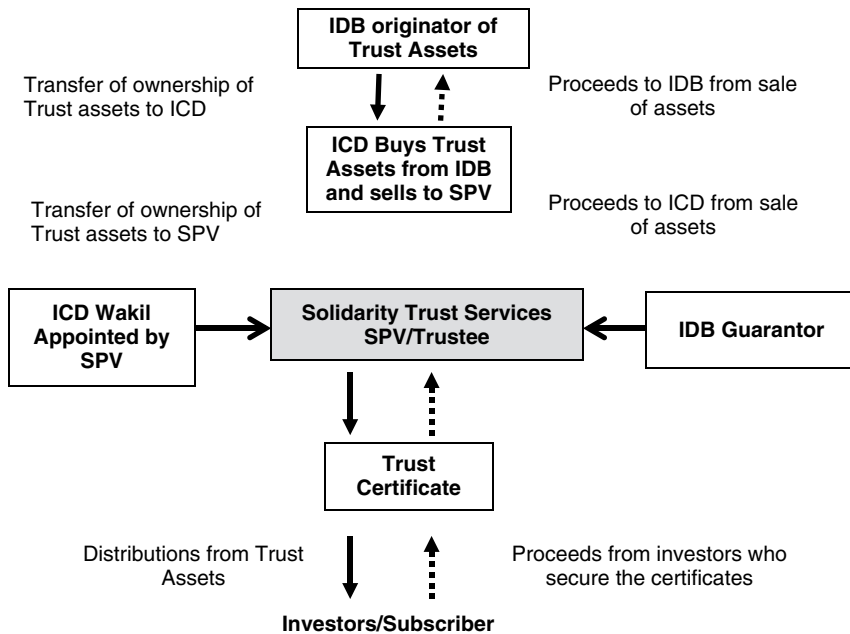 IDB originator of
Trust Assets
Transfer of ownership of
Trust assets to ICD
Proceeds to IDB from sale
of assets
ICD Buys Trust
Assets from IDB
and sells to SPV
Transfer of ownership of
Trust assets to SPV
Proceeds to ICD from sale
of assets
ICD Wakil
Appointed by
SPV
Solidarity Trust Services
SPV/Trustee
IDB Guarantor
Trust
Certificate
Distributions from Trust
Assets
Proceeds from investors who
secure the certificates
Investors/Subscriber